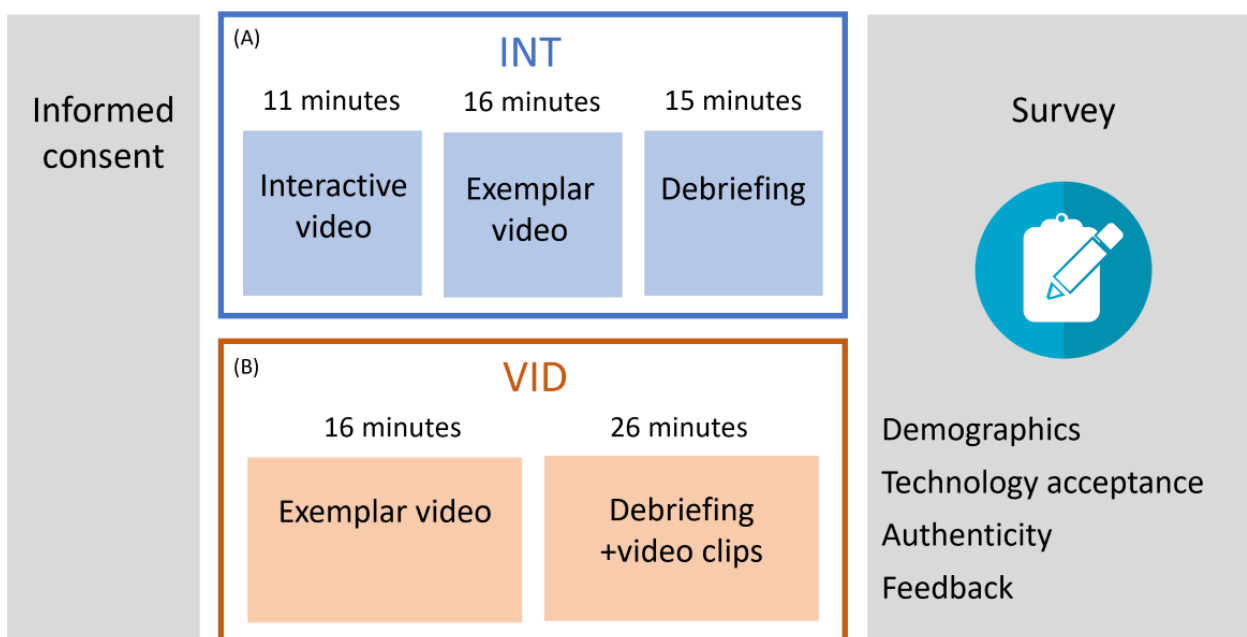 Informed
consent
(A)
INT
11 minutes
16 minutes
15 minutes
Interactive
video
Exemplar
video
Debriefing
(B)
VID
16 minutes
26 minutes
Exemplar video
Debriefing
+video clips
Survey
Demographics
Technology acceptance
Authenticity
Feedback